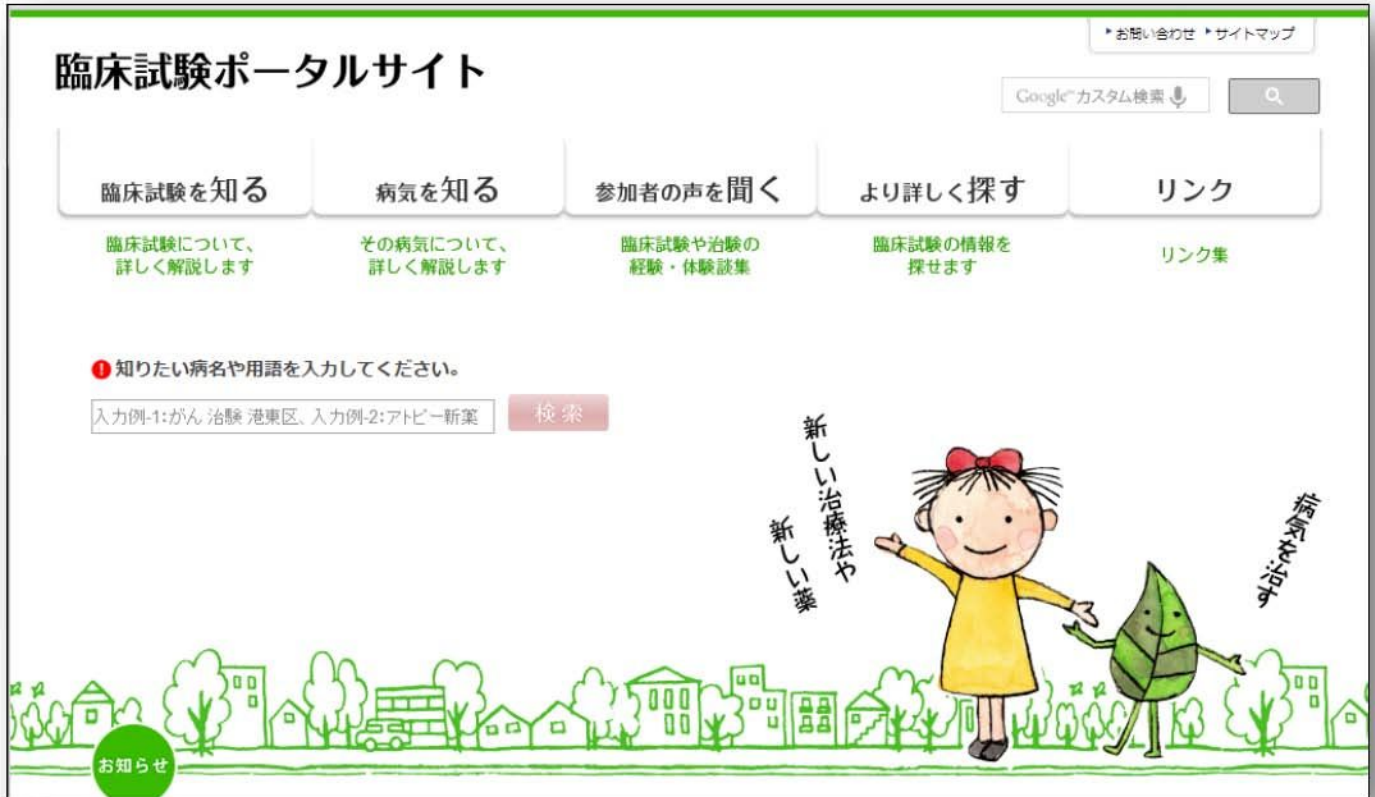 お問い合わせ サイトマップ
臨床試験ポータルサイト
Google™カスタム検索
臨床試験を知る
病気を知る
参加者の声を聞く
より詳しく探す
リンク
臨床試験について、
詳しく解説します
その病気について、
詳しく解説します
臨床試験や治験の
経験・体験談集
臨床試験の情報を
探せます
リンク集
知りたい病名や用語を入力してください。
入力例-1:がん 治験 港東区、入力例-2:アトピー新薬
検索
新しい治療法や
新しい薬
病気を治す
お知らせ